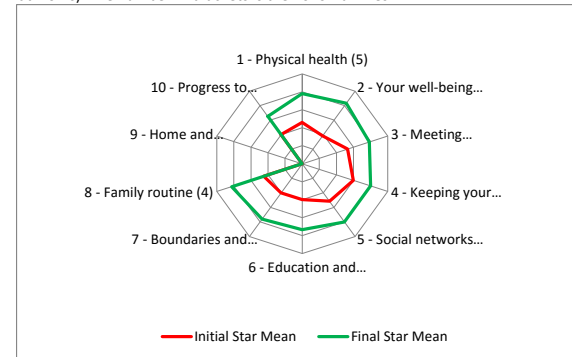 1 - Physical health (5)
10 - Progress to...
2 - Your well-being...
9 - Home and...
3 - Meeting...
8 - Family routine (4)
4 - Keeping your...
7 - Boundaries and...
5 - Social networks...
6 - Education and...
Initial Star Mean
Final Star Mean